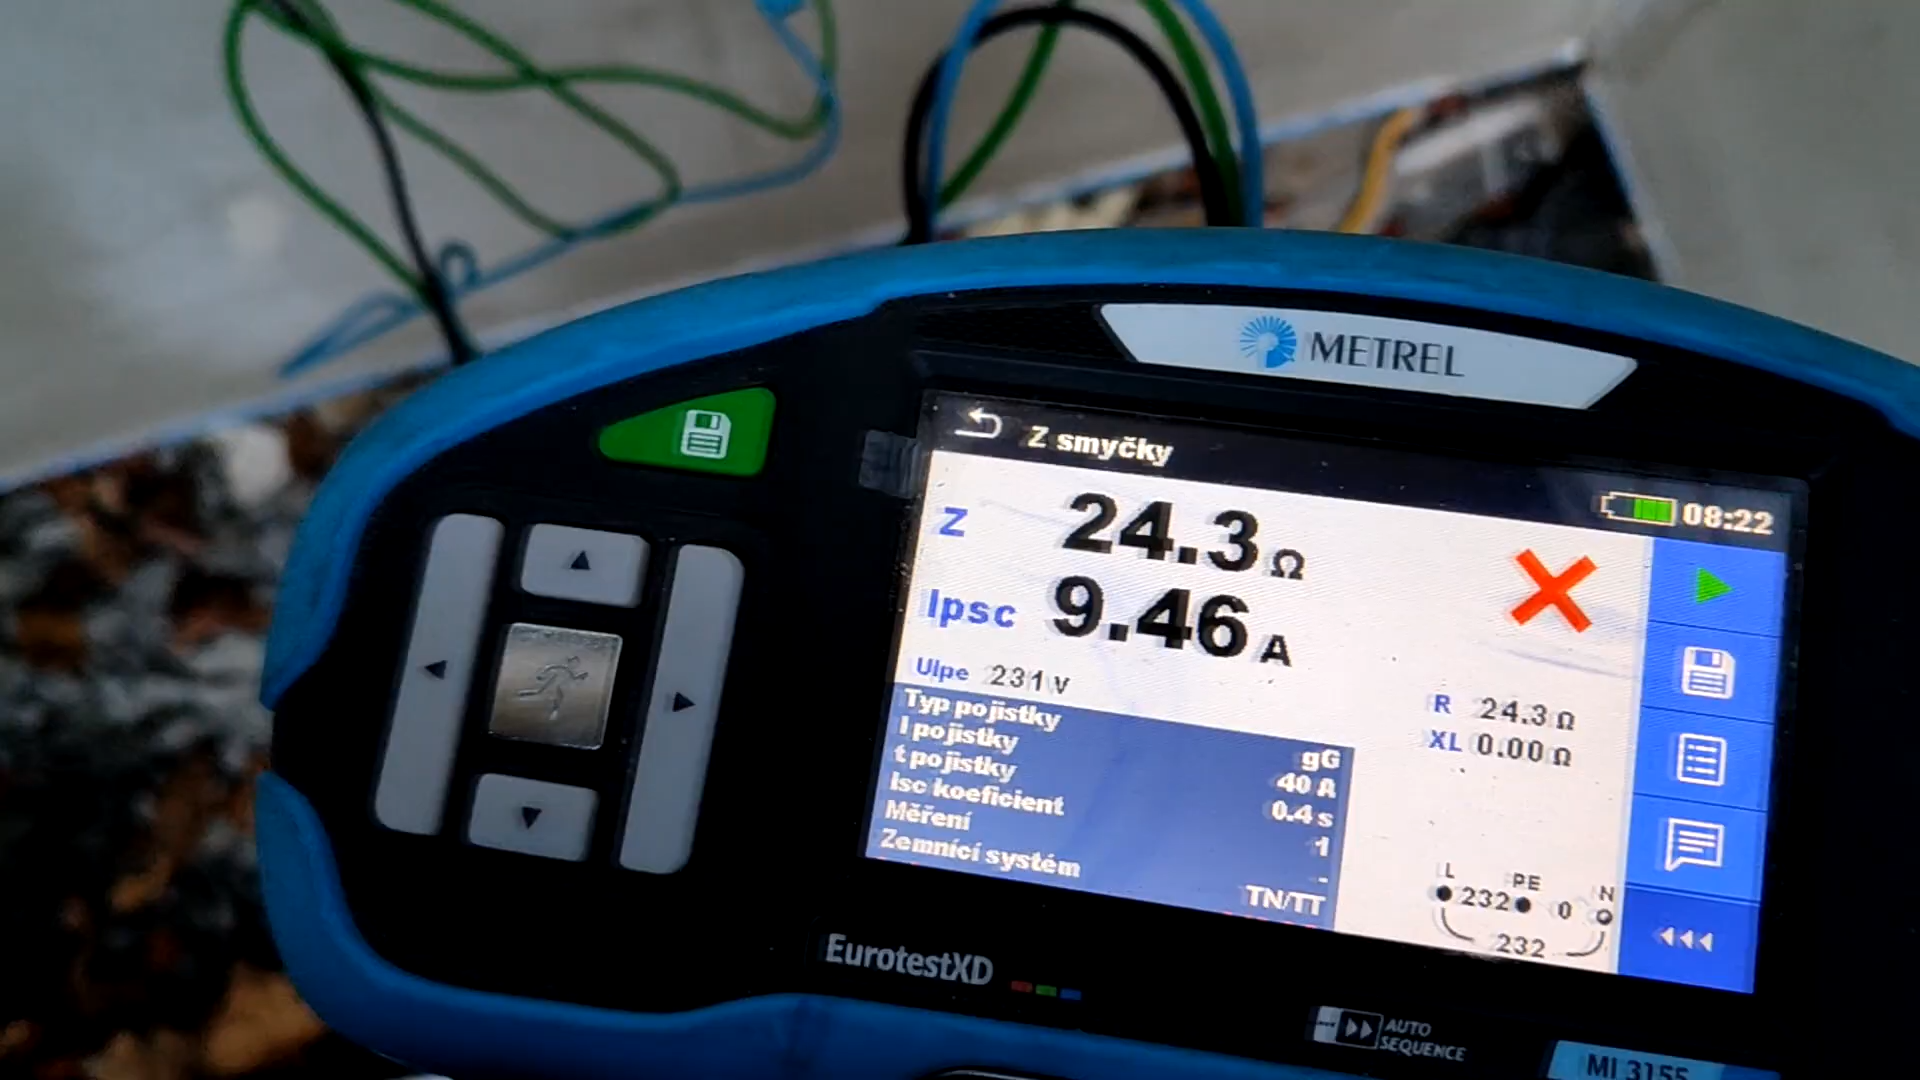 METREL
Z smyčky
08:22
Z 24.3 Ω
Ipsc 9.46 A
Ulpe 231 V
R 24.3 Ω
XL 0.00 Ω
Typ pojistky gG
I pojistky 40 A
t pojistky 0.4 s
Isc koeficient 1
Měření -
Zemnící systém TN/TT
L PE N
232 0
232
EurotestXD
AUTO
SEQUENCE
MI 3155